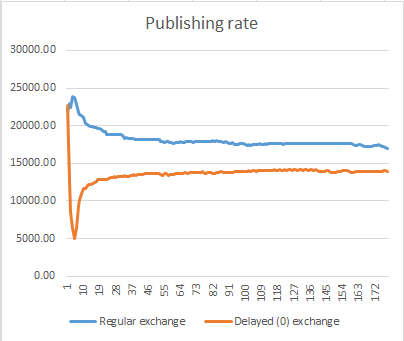 Publishing rate
30000.00
25000.00
20000.00
15000.00
10000.00
5000.00
0.00
1 10 19 28 37 46 55 64 73 82 91 100 109 118 127 136 145 154 163 172
Regular exchange Delayed (0) exchange